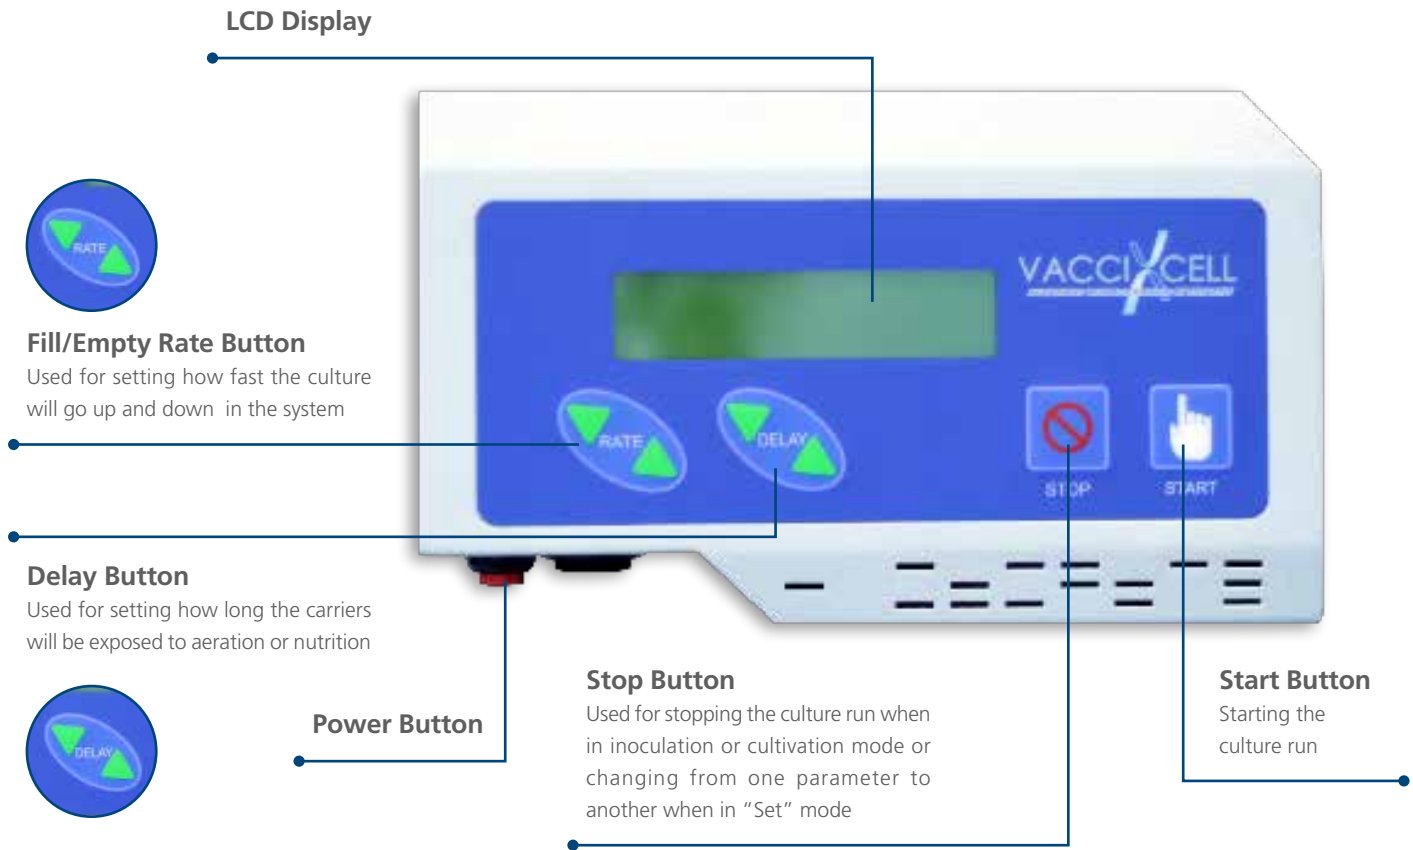 LCD Display
VACCIXCELL
RATE
Fill/Empty Rate Button
Used for setting how fast the culture
will go up and down in the system
RATE
DELAY
STOP
START
Delay Button
Used for setting how long the carriers
will be exposed to aeration or nutrition
DELAY
Power Button
Stop Button
Used for stopping the culture run when
in inoculation or cultivation mode or
changing from one parameter to
another when in “Set” mode
Start Button
Starting the
culture run